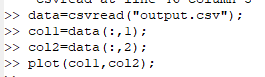 >> data=csvread("output.csv");
>> col1=data(:,1);
>> col2=data(:,2);
>> plot(col1,col2);